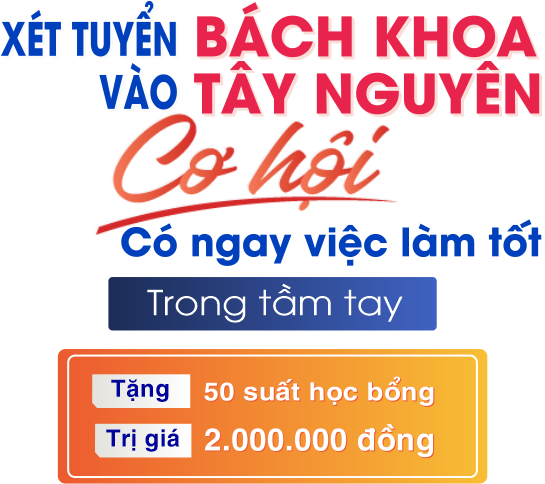 XÉT TUYỂN BÁCH KHOA
VÀO TÂY NGUYÊN
Cơ hội
Có ngay việc làm tốt
Trong tầm tay
Tặng 50 suất học bổng
Trị giá 2.000.000 đồng